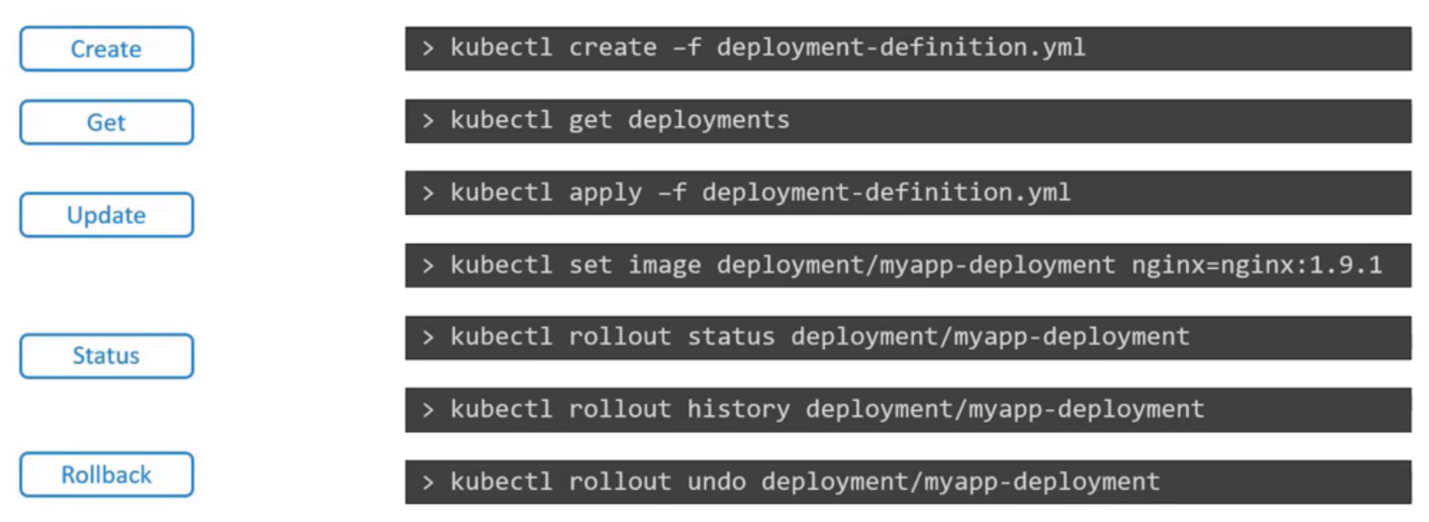 Create
> kubectl create –f deployment-definition.yml
Get
> kubectl get deployments
Update
> kubectl apply –f deployment-definition.yml
> kubectl set image deployment/myapp-deployment nginx=nginx:1.9.1
Status
> kubectl rollout status deployment/myapp-deployment
> kubectl rollout history deployment/myapp-deployment
Rollback
> kubectl rollout undo deployment/myapp-deployment